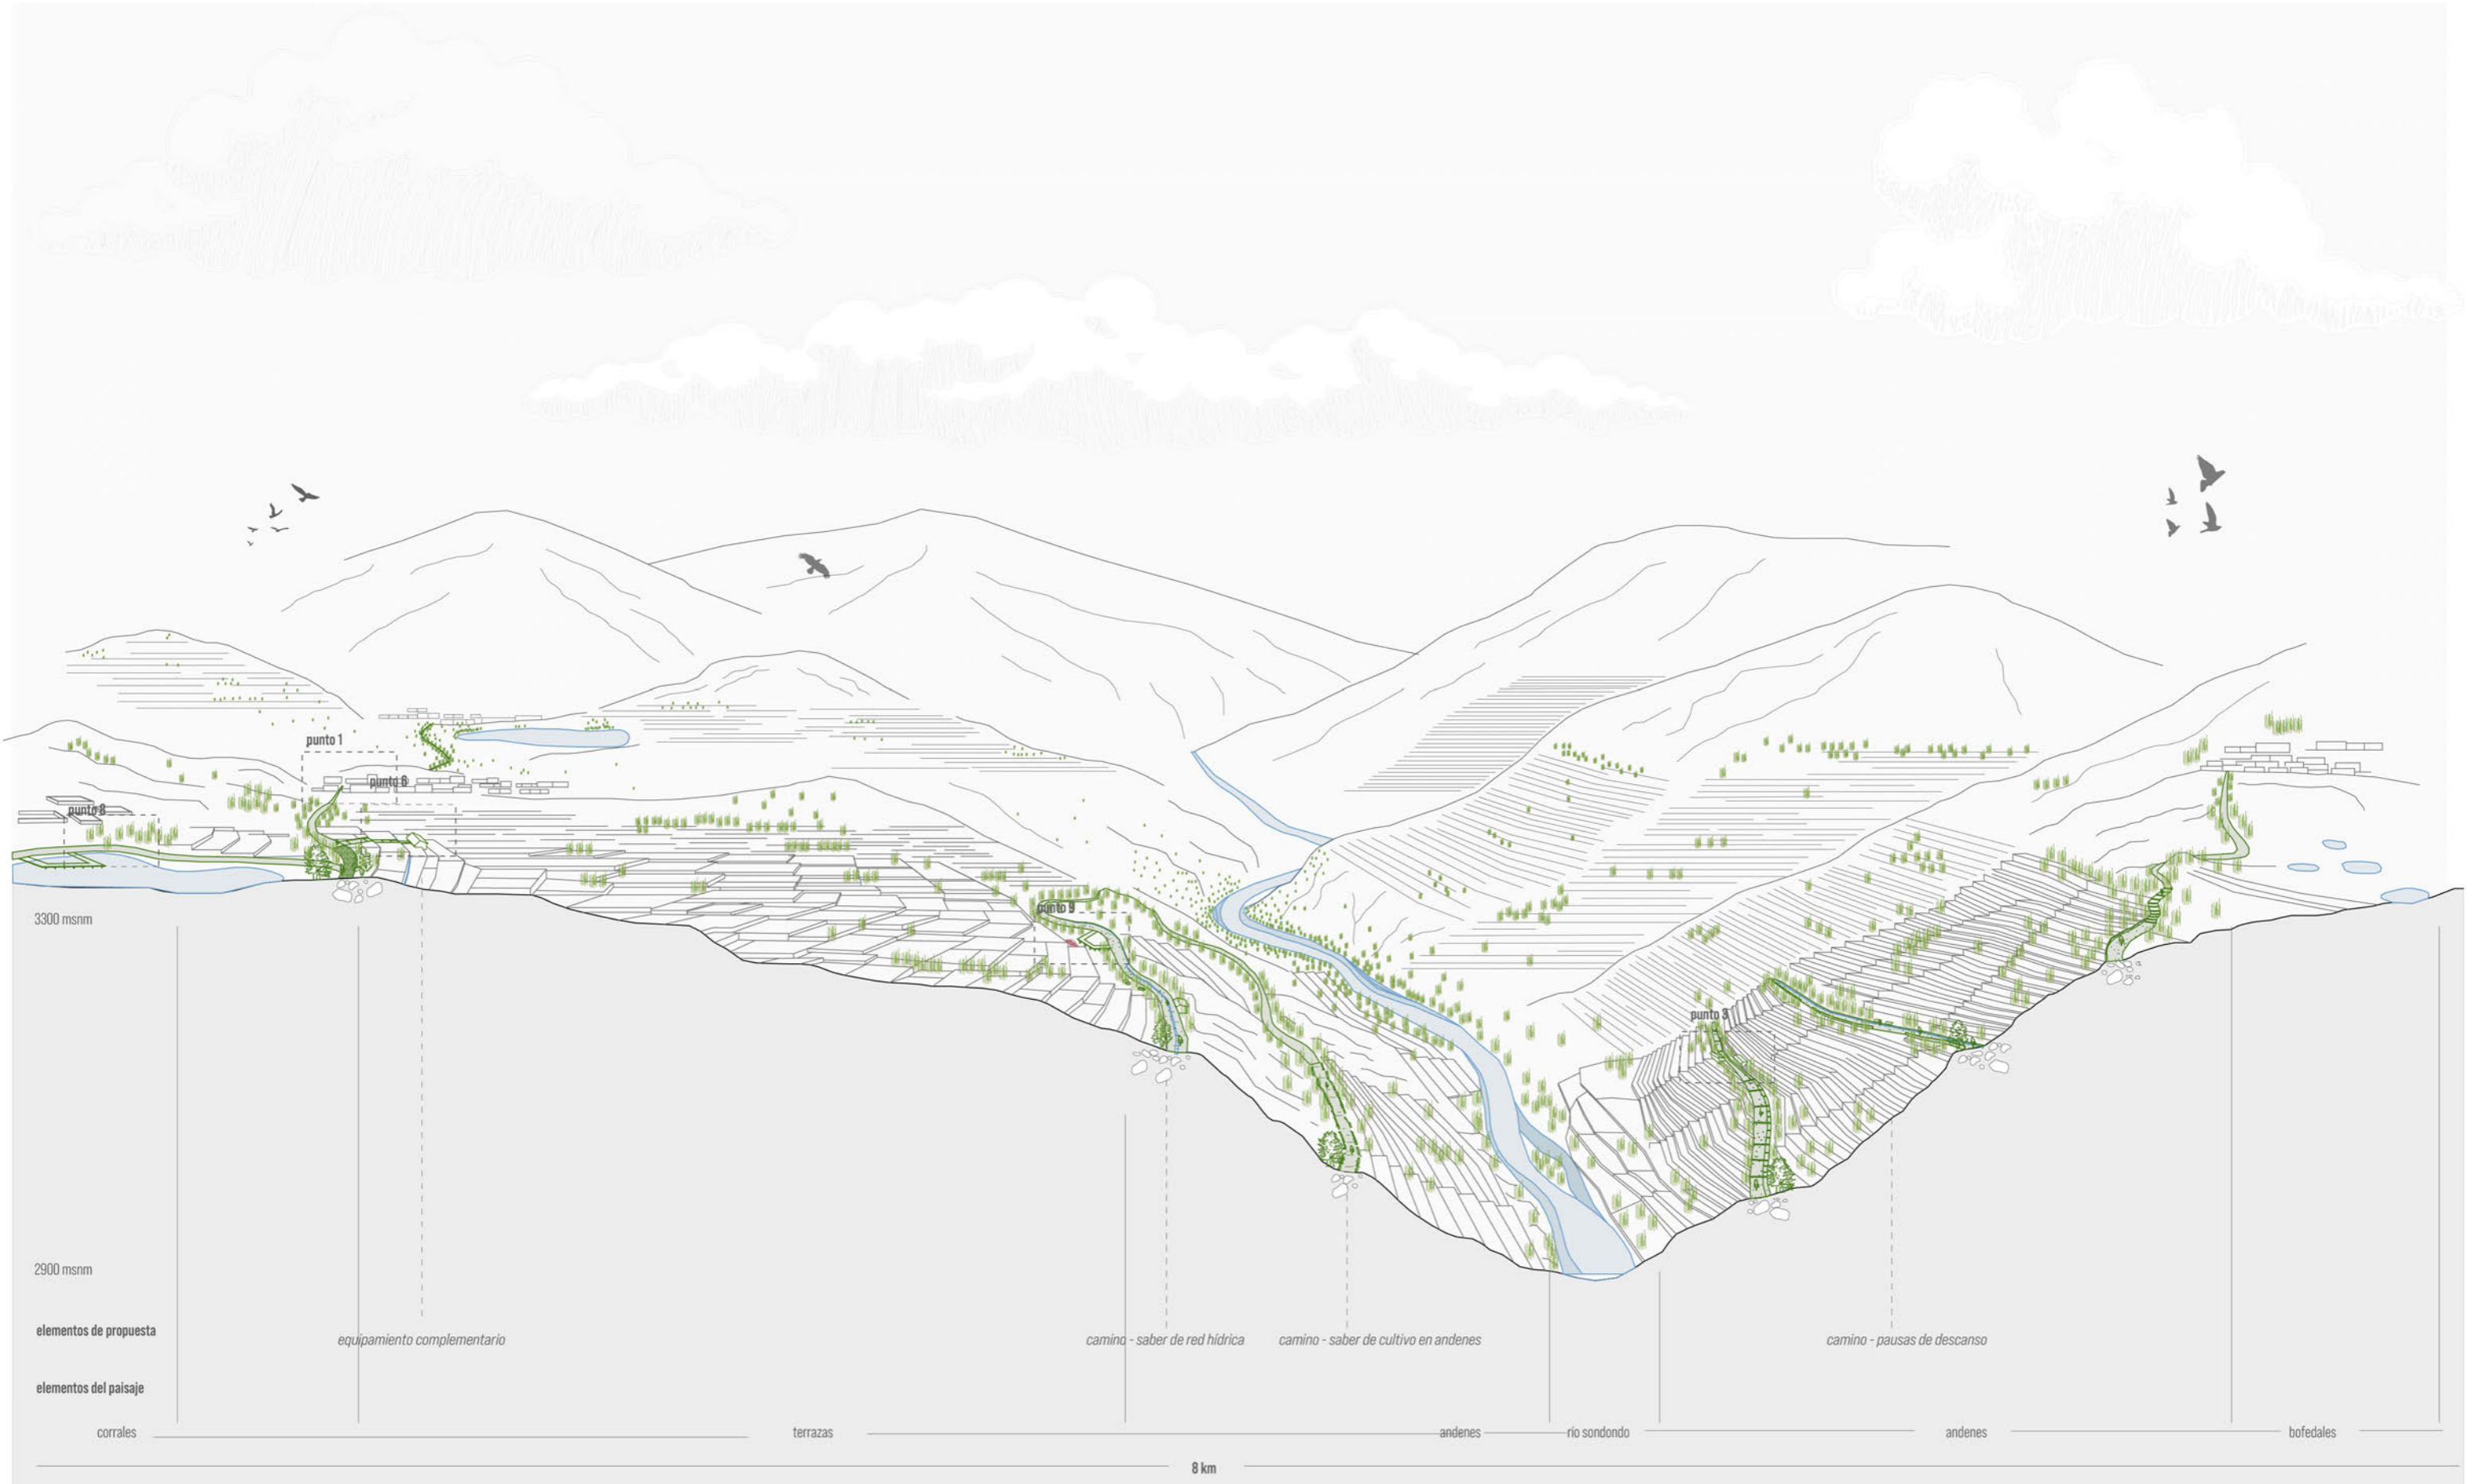 punto 1
punto 6
punto 8
punto 9
punto 3
3300 msnm
2900 msnm
elementos de propuesta
equipamiento complementario
camino - saber de red hídrica
camino - saber de cultivo en andenes
camino - pausas de descanso
elementos del paisaje
corrales
terrazas
andenes
río sondondo
andenes
bofedales
8 km